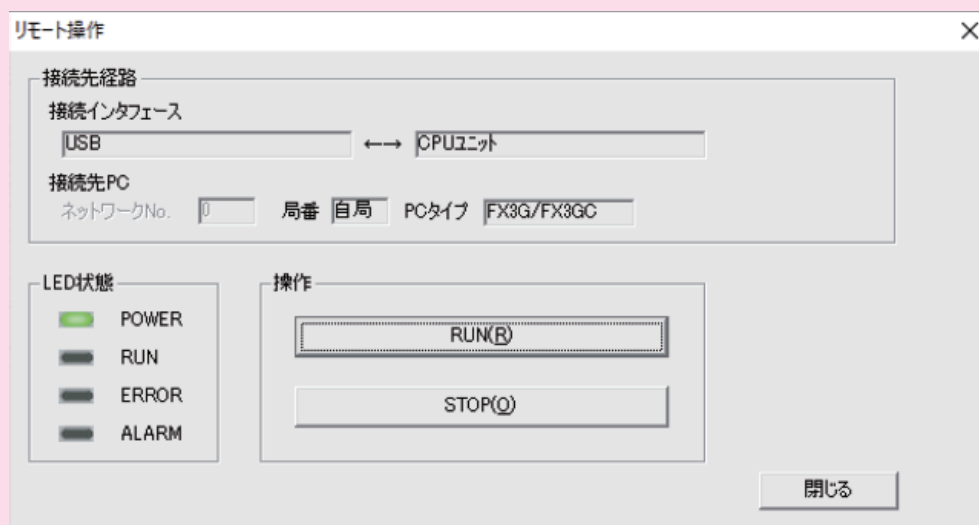 リモート操作
接続先経路
接続インタフェース
USB ←→ CPUユニット
接続先PC
ネットワークNo. 0 局番 自局 PCタイプ FX3G/FX3GC
LED状態
POWER
RUN
ERROR
ALARM
操作
RUN(R)
STOP(O)
閉じる